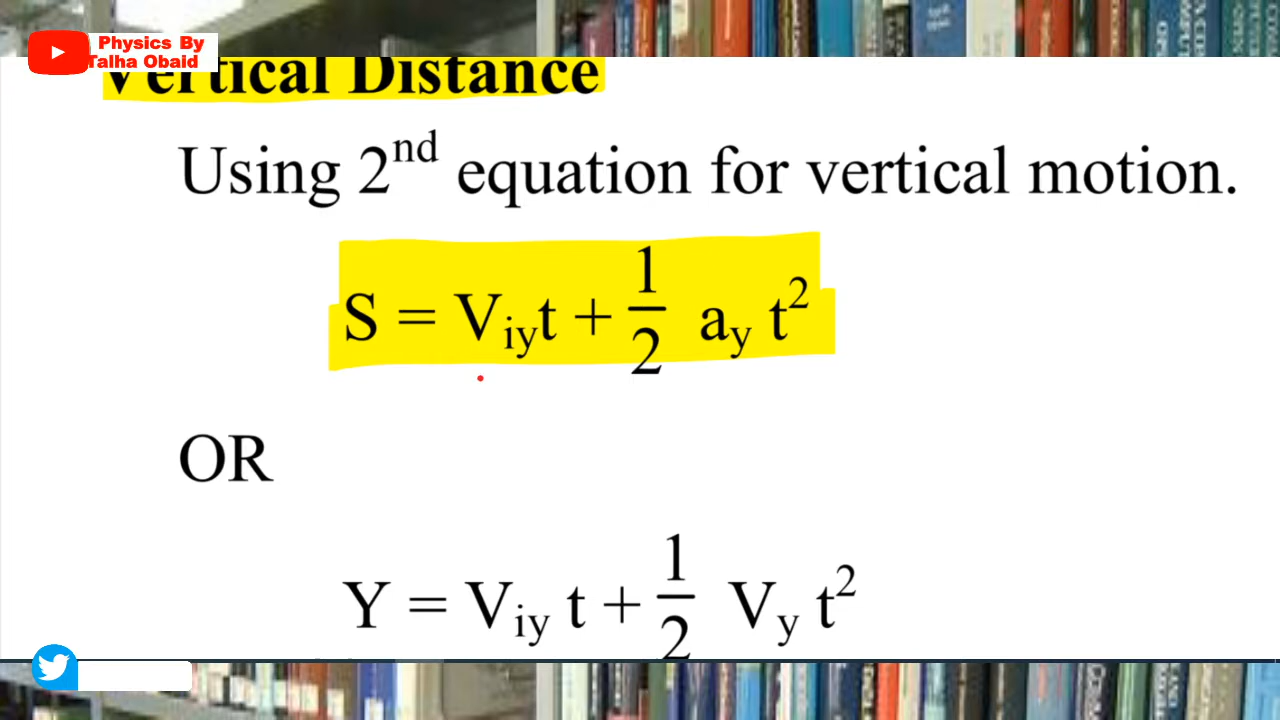 Physics By
Talha Obaid
Vertical Distance
Using 2nd equation for vertical motion.
S = Viyt + 1/2 ay t2
OR
Y = Viy t + 1/2 Vy t2